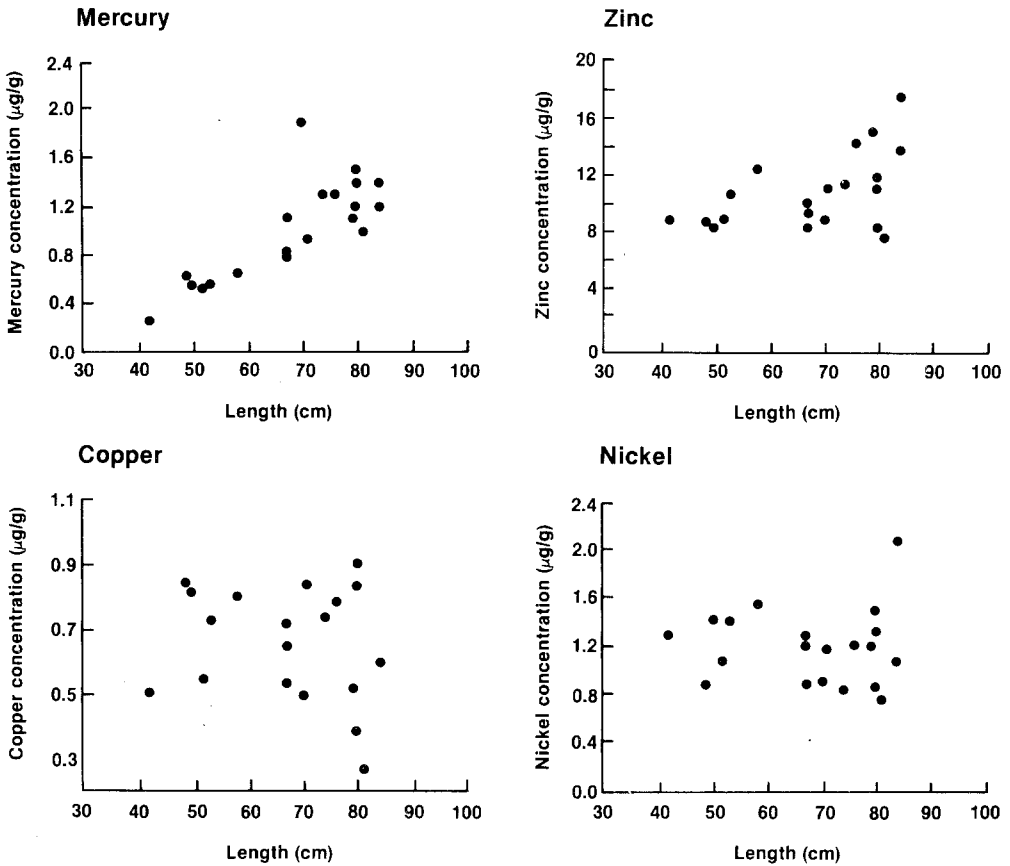 Mercury
Mercury concentration (μg/g)
2.4
2.0
1.6
1.2
0.8
0.4
0.0
30 40 50 60 70 80 90 100
Length (cm)
Zinc
Zinc concentration (μg/g)
20
16
12
8
4
0
30 40 50 60 70 80 90 100
Length (cm)
Copper
Copper concentration (μg/g)
1.1
0.9
0.7
0.5
0.3
30 40 50 60 70 80 90 100
Length (cm)
Nickel
Nickel concentration (μg/g)
2.4
2.0
1.6
1.2
0.8
0.4
0.0
30 40 50 60 70 80 90 100
Length (cm)